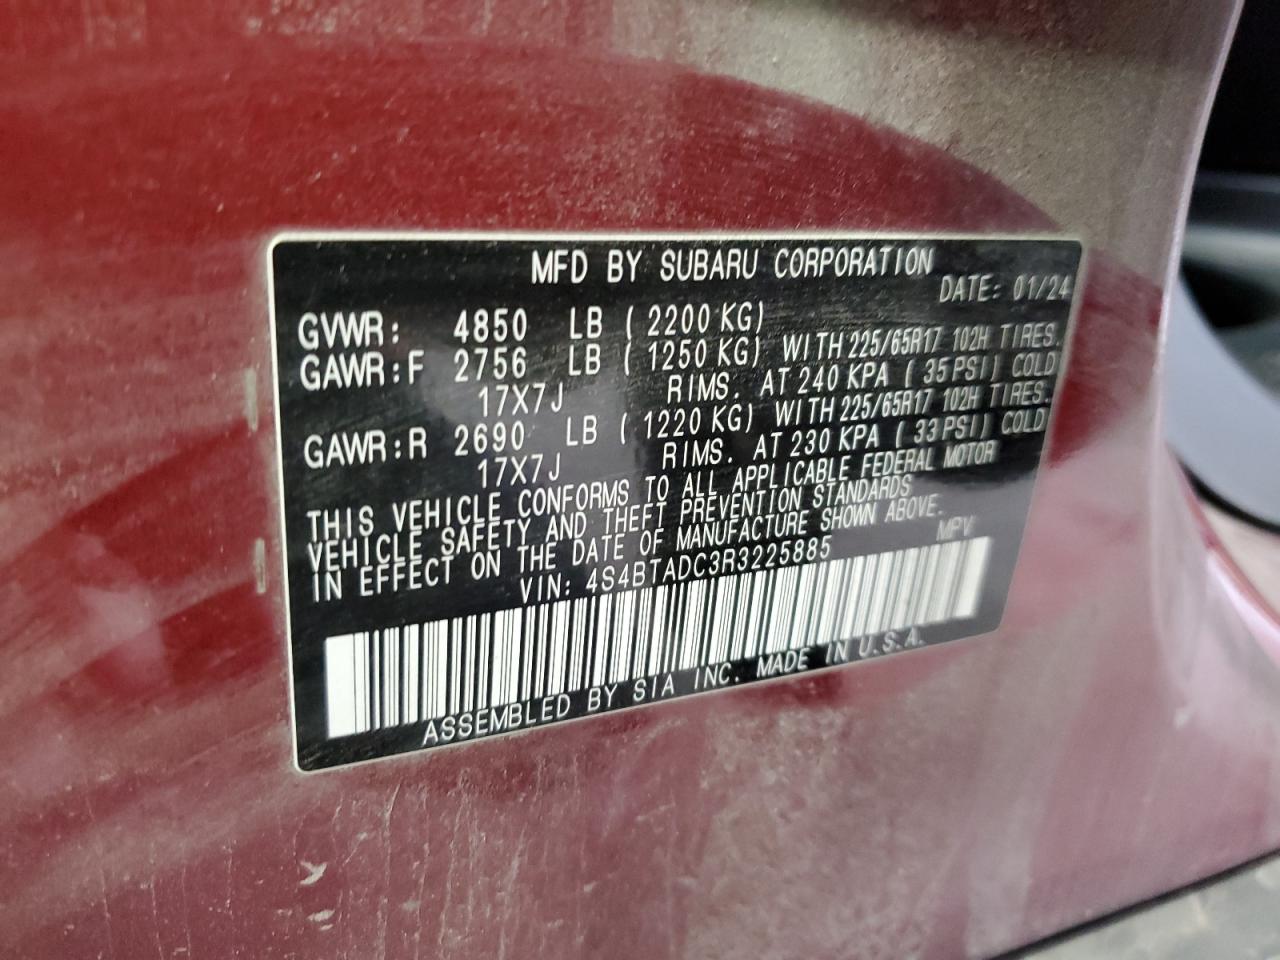 MFD BY SUBARU CORPORATION
DATE: 01/24
GVWR: 4850 LB ( 2200 KG)
GAWR:F 2756 LB ( 1250 KG) WITH 225/65R17 102H TIRES.
17X7J RIMS. AT 240 KPA ( 35 PSI) COLD
GAWR:R 2690 LB ( 1220 KG) WITH 225/65R17 102H TIRES.
17X7J RIMS. AT 230 KPA ( 33 PSI) COLD
THIS VEHICLE CONFORMS TO ALL APPLICABLE FEDERAL MOTOR
VEHICLE SAFETY AND THEFT PREVENTION STANDARDS
IN EFFECT ON THE DATE OF MANUFACTURE SHOWN ABOVE.
VIN: 4S4BTADC3R3225885 MPV
ASSEMBLED BY SIA INC. MADE IN U.S.A.